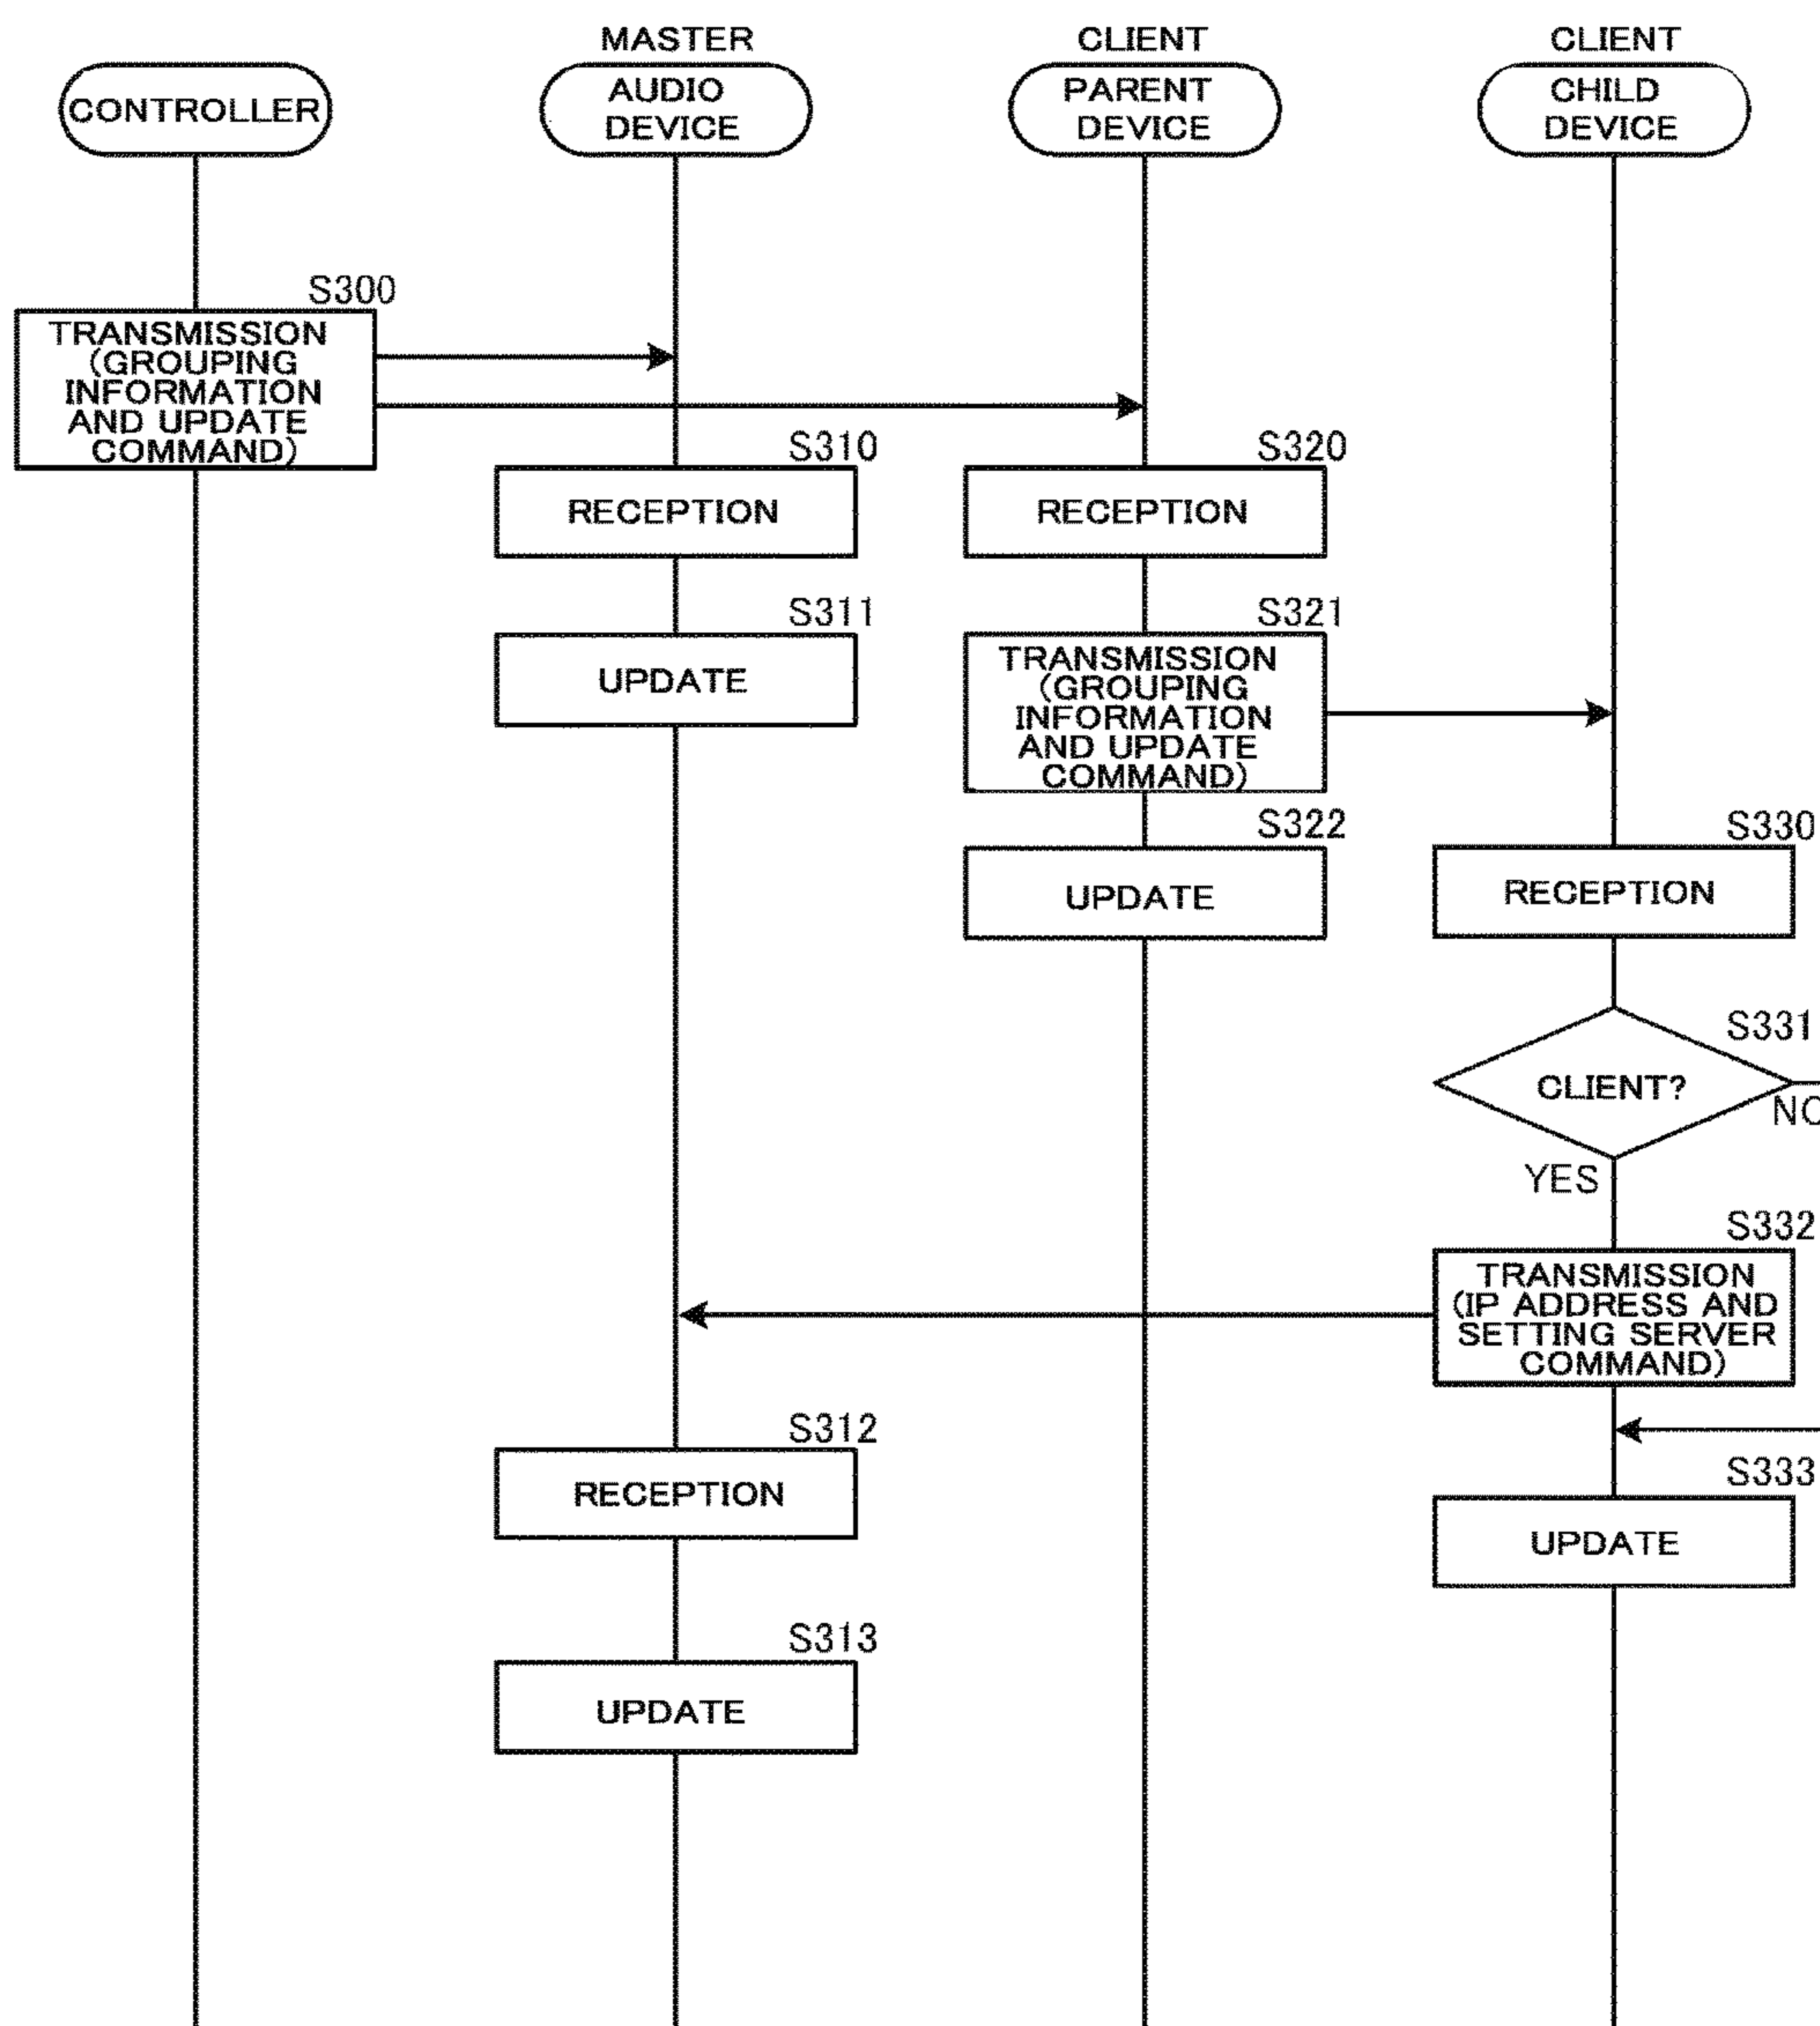 MASTER
CLIENT
CLIENT
CONTROLLER
AUDIO
DEVICE
PARENT
DEVICE
CHILD
DEVICE
S300
TRANSMISSION
(GROUPING
INFORMATION
AND UPDATE
COMMAND)
S310
RECEPTION
S320
RECEPTION
S311
UPDATE
S321
TRANSMISSION
(GROUPING
INFORMATION
AND UPDATE
COMMAND)
S322
UPDATE
S330
RECEPTION
S331
CLIENT?
NO
YES
S332
TRANSMISSION
(IP ADDRESS AND
SETTING SERVER
COMMAND)
S312
RECEPTION
S333
UPDATE
S313
UPDATE